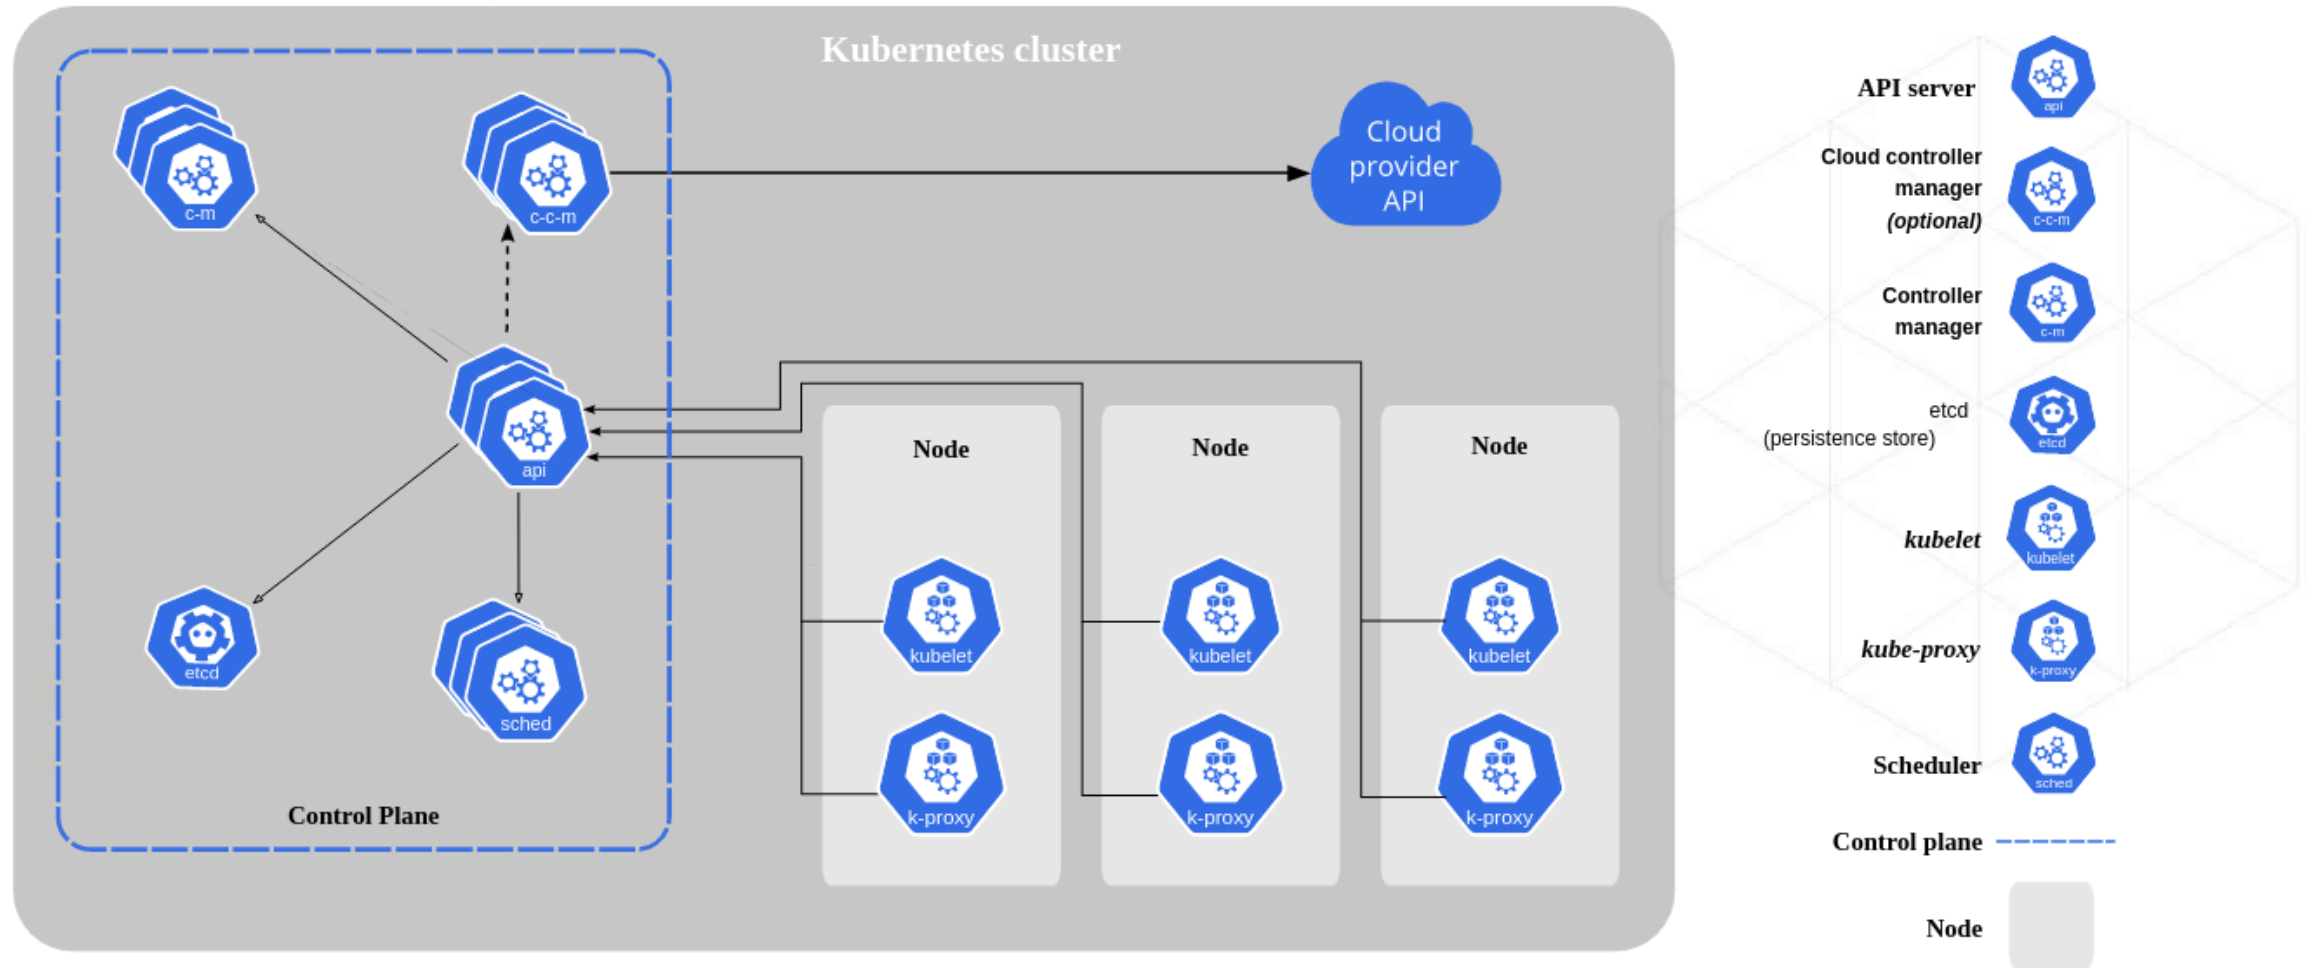 Kubernetes cluster
c-m
c-c-m
Cloud
provider
API
api
etcd
sched
Control Plane
Node
kubelet
k-proxy
Node
kubelet
k-proxy
Node
kubelet
k-proxy
API server
api
Cloud controller
manager
(optional)
c-c-m
Controller
manager
c-m
etcd
(persistence store)
etcd
kubelet
kubelet
kube-proxy
k-proxy
Scheduler
sched
Control plane
Node